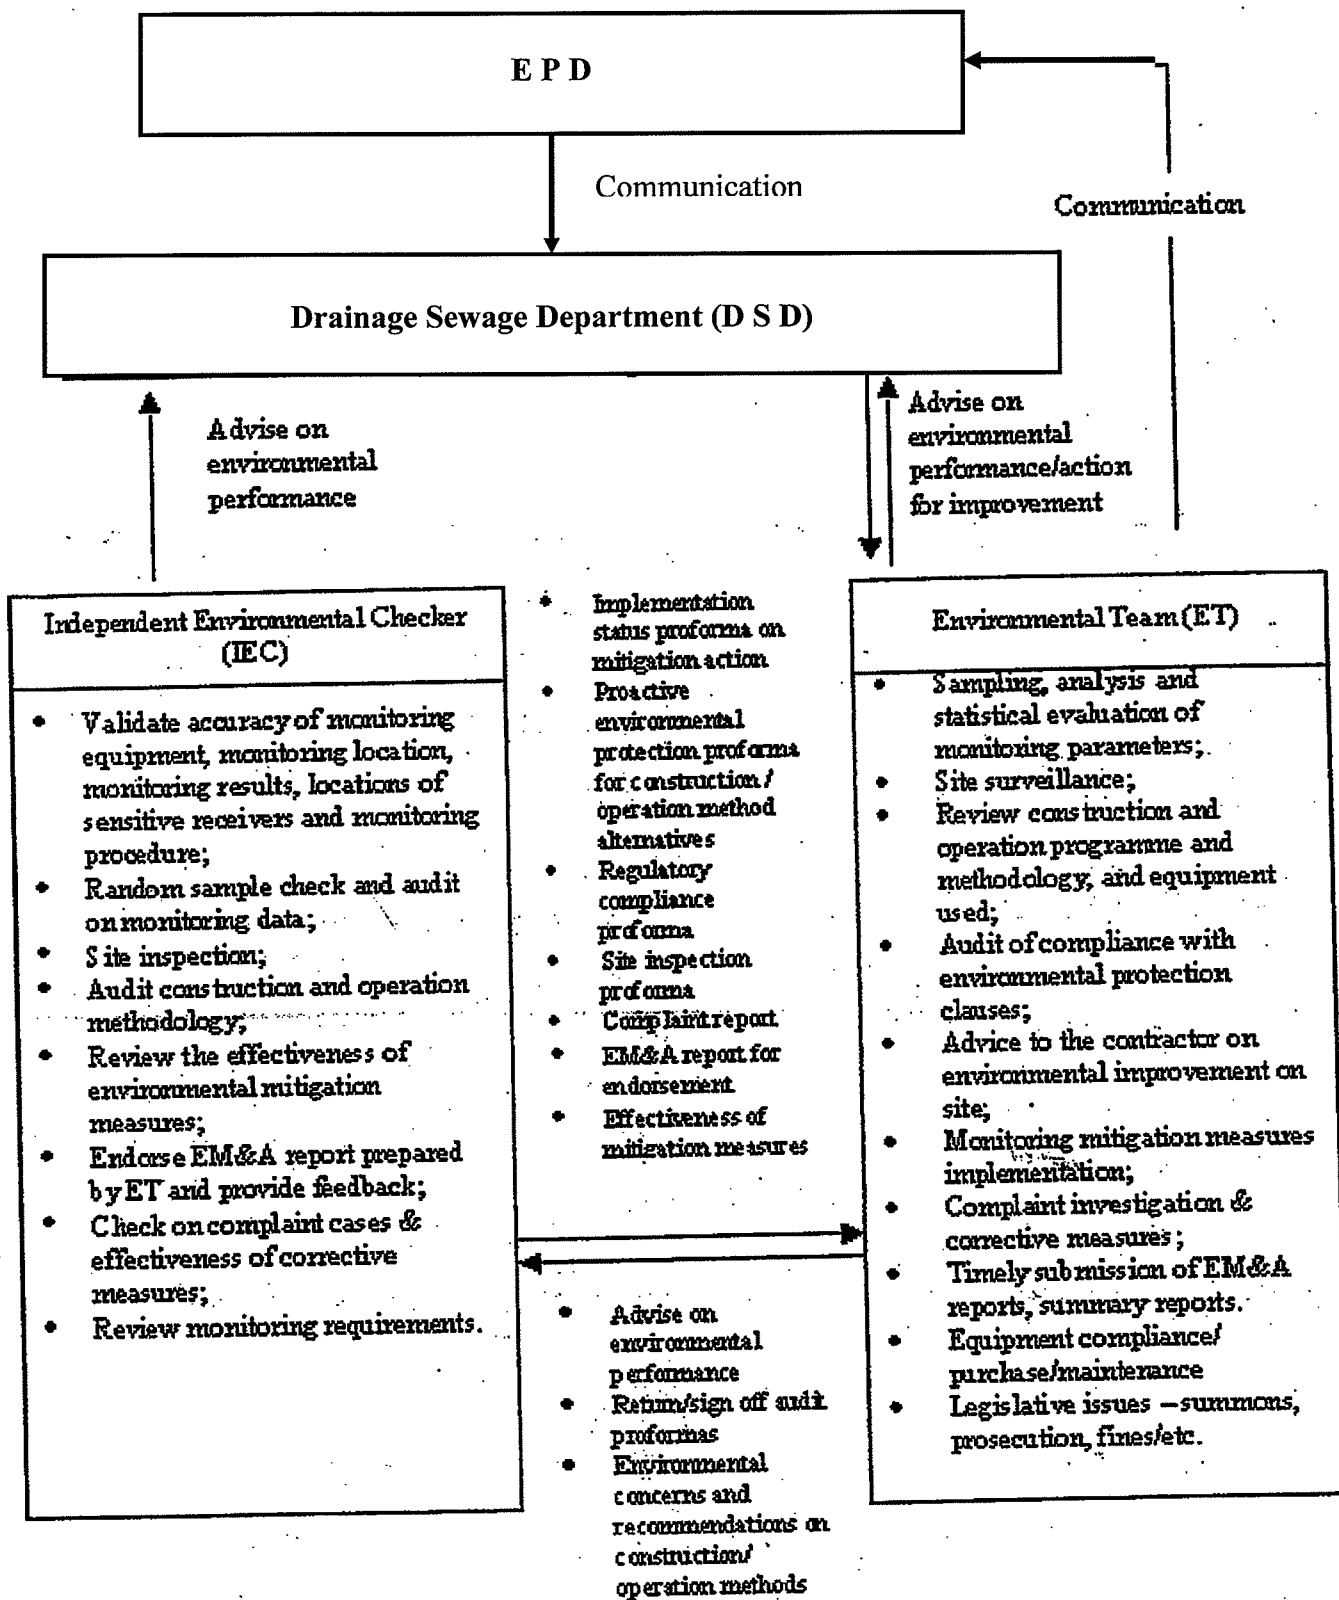 E P D
Communication
Communication
Drainage Sewage Department (D S D)
Advise on
environmental
performance
Advise on
environmental
performance/action
for improvement
Independent Environmental Checker
(IEC)
• Validate accuracy of monitoring
equipment, monitoring location,
monitoring results, locations of
sensitive receivers and monitoring
procedure;
• Random sample check and audit
on monitoring data;
• Site inspection;
• Audit construction and operation
methodology;
• Review the effectiveness of
environmental mitigation
measures;
• Endorse EM&A report prepared
by ET and provide feedback;
• Check on complaint cases &
effectiveness of corrective
measures;
• Review monitoring requirements.
• Implementation
status proforma on
mitigation action
• Proactive
environmental
protection proforma
for construction/
operation method
alternatives
• Regulatory
compliance
proforma
• Site inspection
proforma
• Complaint report
• EM&A report for
endorsement
• Effectiveness of
mitigation measures
• Advise on
environmental
performance
• Return/sign off audit
proformas
• Environmental
concerns and
recommendations on
construction/
operation methods
Environmental Team (ET)
• Sampling, analysis and
statistical evaluation of
monitoring parameters;
• Site surveillance;
• Review construction and
operation programme and
methodology, and equipment
used;
• Audit of compliance with
environmental protection
clauses;
• Advice to the contractor on
environmental improvement on
site;
• Monitoring mitigation measures
implementation;
• Complaint investigation &
corrective measures;
• Timely submission of EM&A
reports, summary reports.
• Equipment compliance/
purchase/maintenance
• Legislative issues – summons,
prosecution, fines/etc.